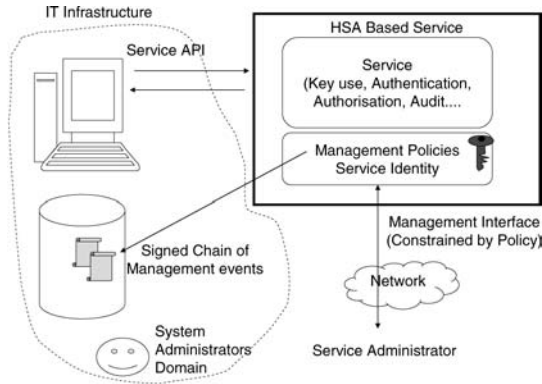 IT Infrastructure
Service API
HSA Based Service
Service
(Key use, Authentication,
Authorisation, Audit....
Management Policies
Service Identity
Signed Chain of
Management events
Management Interface
(Constrained by Policy)
Network
System
Administrators
Domain
Service Administrator